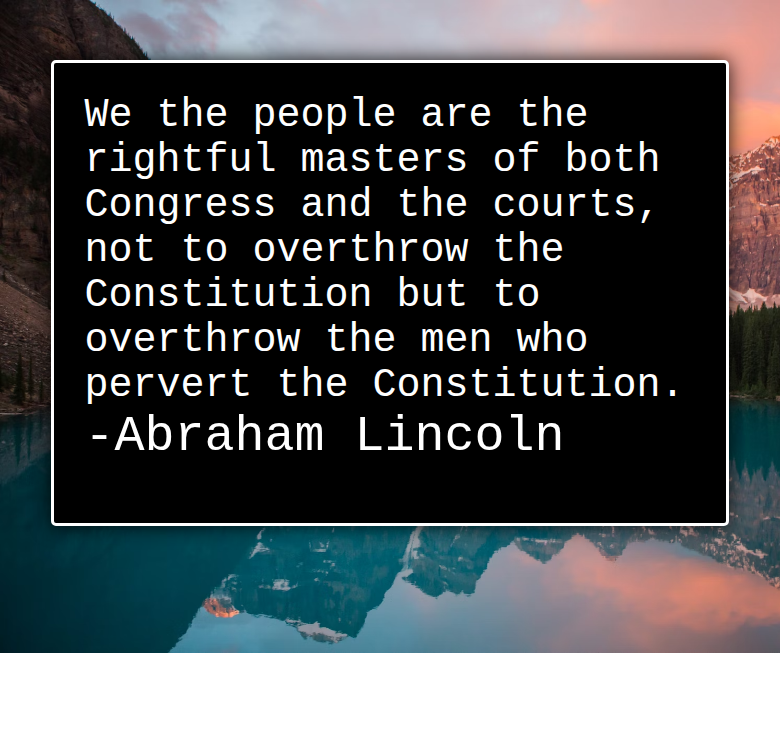 We the people are the
rightful masters of both
Congress and the courts,
not to overthrow the
Constitution but to
overthrow the men who
pervert the Constitution.
-Abraham Lincoln